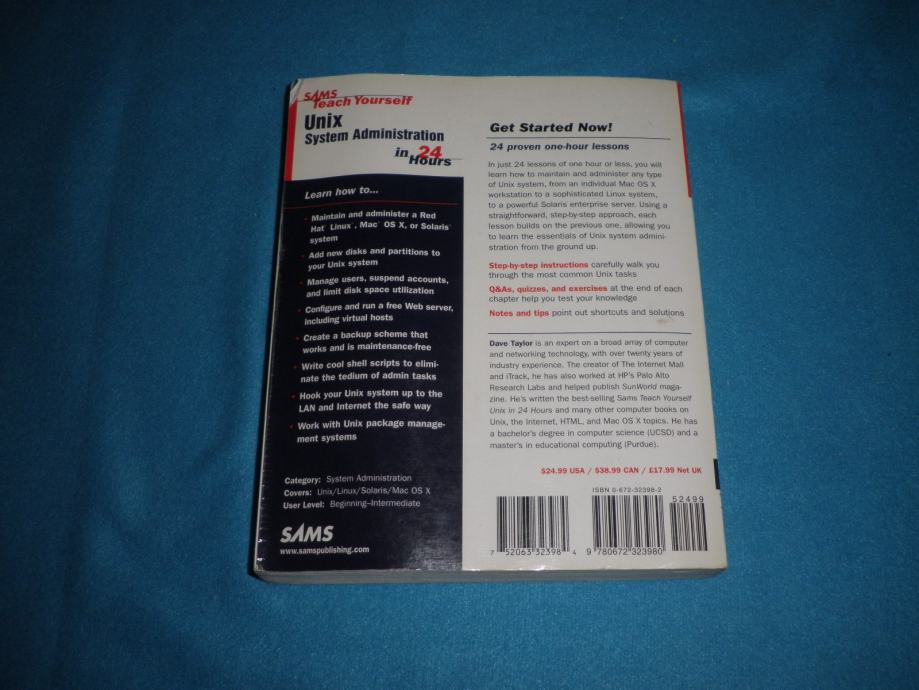 SAMS
Teach Yourself
Unix
System Administration
in 24
Hours
Learn how to...
• Maintain and administer a Red
Hat® Linux®, Mac® OS X, or Solaris™
system
• Add new disks and partitions to
your Unix system
• Manage users, suspend accounts,
and limit disk space utilization
• Configure and run a free Web server,
including virtual hosts
• Create a backup scheme that
works and is maintenance-free
• Write cool shell scripts to elimi-
nate the tedium of admin tasks
• Hook your Unix system up to the
LAN and Internet the safe way
• Work with Unix package manage-
ment systems
Category: System Administration
Covers: Unix/Linux/Solaris/Mac OS X
User Level: Beginning–Intermediate
SAMS
www.samspublishing.com
Get Started Now!
24 proven one-hour lessons
In just 24 lessons of one hour or less, you will
learn how to maintain and administer any type
of Unix system, from an individual Mac OS X
workstation to a sophisticated Linux system,
to a powerful Solaris enterprise server. Using a
straightforward, step-by-step approach, each
lesson builds on the previous one, allowing you
to learn the essentials of Unix system admini-
stration from the ground up.
Step-by-step instructions carefully walk you
through the most common Unix tasks
Q&As, quizzes, and exercises at the end of each
chapter help you test your knowledge
Notes and tips point out shortcuts and solutions
Dave Taylor is an expert on a broad array of computer
and networking technology, with over twenty years of
industry experience. The creator of The Internet Mall
and iTrack, he has also worked at HP's Palo Alto
Research Labs and helped publish SunWorld maga-
zine. He's written the best-selling Sams Teach Yourself
Unix in 24 Hours and many other computer books on
Unix, the Internet, HTML, and Mac OS X topics. He has
a bachelor's degree in computer science (UCSD) and a
master's in educational computing (Purdue).
$24.99 USA / $38.99 CAN / £17.99 Net UK
ISBN 0-672-32398-2
52499
7 52063 32398 4
9 780672 323980